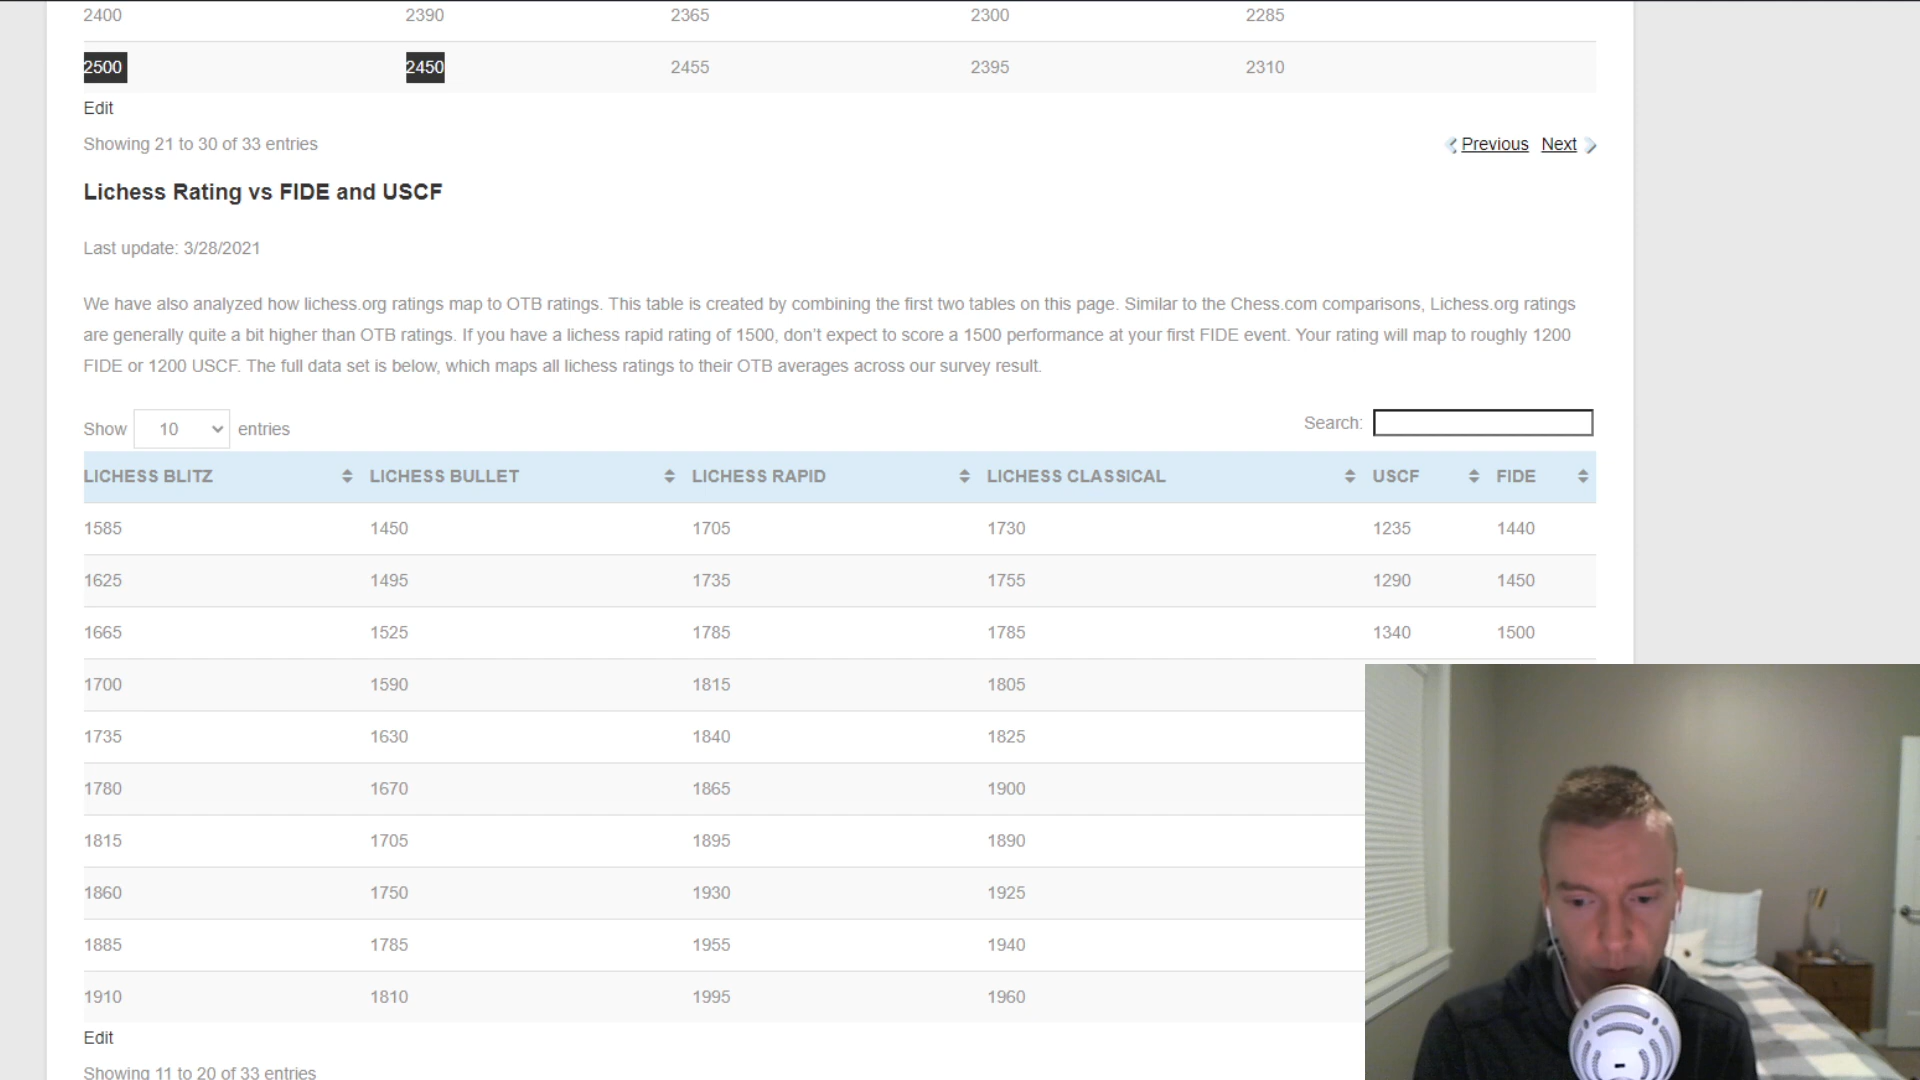 2400 2390 2365 2300 2285
2500 2450 2455 2395 2310
Edit
Showing 21 to 30 of 33 entries Previous Next
Lichess Rating vs FIDE and USCF
Last update: 3/28/2021
We have also analyzed how lichess.org ratings map to OTB ratings. This table is created by combining the first two tables on this page. Similar to the Chess.com comparisons, Lichess.org ratings
are generally quite a bit higher than OTB ratings. If you have a lichess rapid rating of 1500, don't expect to score a 1500 performance at your first FIDE event. Your rating will map to roughly 1200
FIDE or 1200 USCF. The full data set is below, which maps all lichess ratings to their OTB averages across our survey result.
Show 10 entries Search:
LICHESS BLITZ LICHESS BULLET LICHESS RAPID LICHESS CLASSICAL USCF FIDE
1585 1450 1705 1730 1235 1440
1625 1495 1735 1755 1290 1450
1665 1525 1785 1785 1340 1500
1700 1590 1815 1805
1735 1630 1840 1825
1780 1670 1865 1900
1815 1705 1895 1890
1860 1750 1930 1925
1885 1785 1955 1940
1910 1810 1995 1960
Edit
Showing 11 to 20 of 33 entries